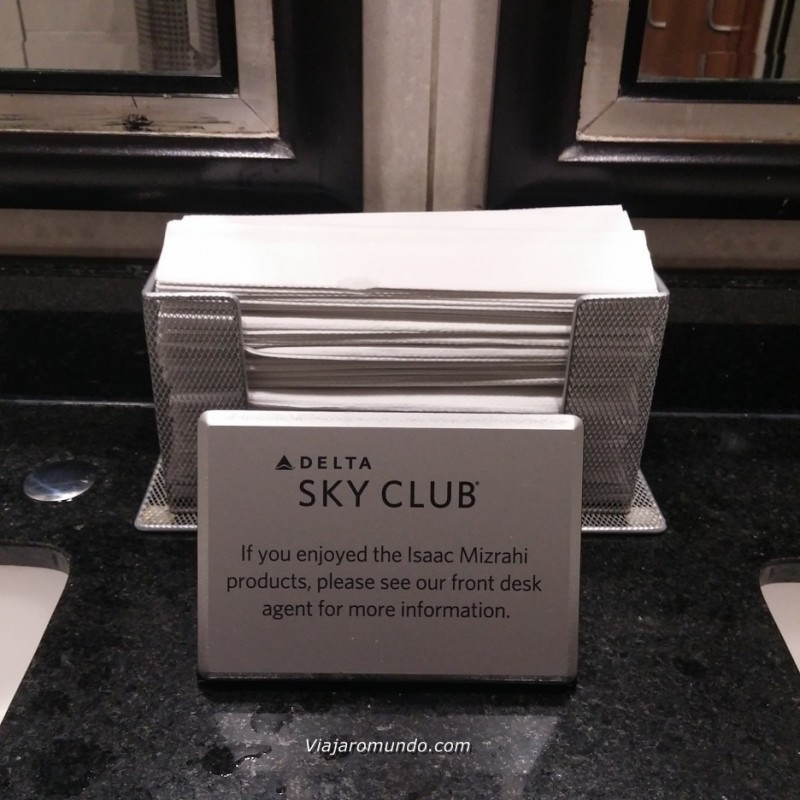 DELTA
SKY CLUB®
If you enjoyed the Isaac Mizrahi
products, please see our front desk
agent for more information.
Viajaromundo.com